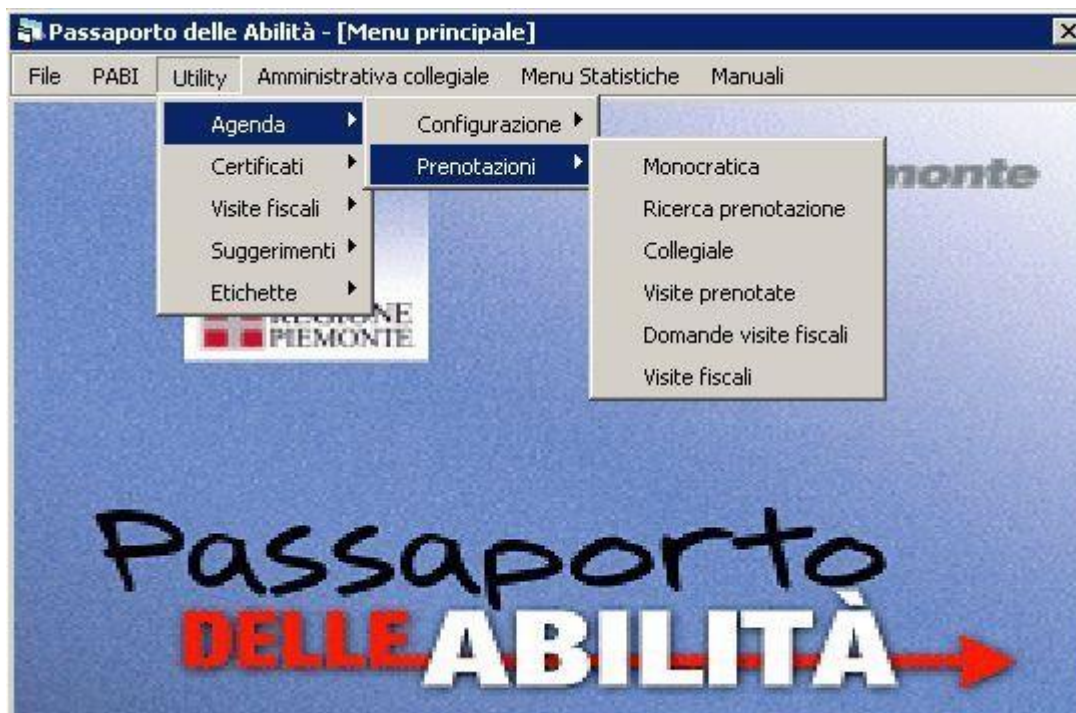 Passaporto delle Abilità - [Menu principale]
File PABI Utility Amministrativa collegiale Menu Statistiche Manuali
Agenda
Certificati
Visite fiscali
Suggerimenti
Etichette
Configurazione
Prenotazioni
Monocratica
Ricerca prenotazione
Collegiale
Visite prenotate
Domande visite fiscali
Visite fiscali
PIEMONTE
Passaporto
DELLE ABILITÀ